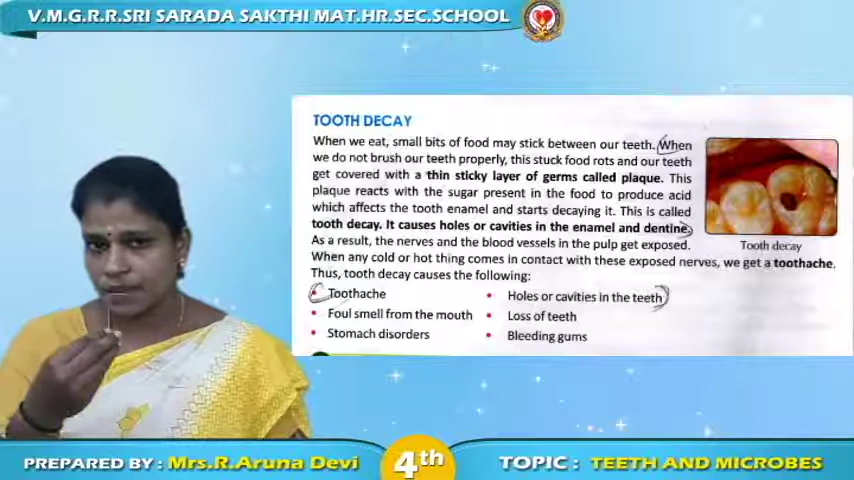 V.M.G.R.R.SRI SARADA SAKTHI MAT.HR.SEC.SCHOOL
TOOTH DECAY
When we eat, small bits of food may stick between our teeth. When
we do not brush our teeth properly, this stuck food rots and our teeth
get covered with a thin sticky layer of germs called plaque. This
plaque reacts with the sugar present in the food to produce acid
which affects the tooth enamel and starts decaying it. This is called
tooth decay. It causes holes or cavities in the enamel and dentine.
As a result, the nerves and the blood vessels in the pulp get exposed.
When any cold or hot thing comes in contact with these exposed nerves, we get a toothache.
Thus, tooth decay causes the following:
• Toothache
• Foul smell from the mouth
• Stomach disorders
• Holes or cavities in the teeth
• Loss of teeth
• Bleeding gums
Tooth decay
PREPARED BY : Mrs.R.Aruna Devi
4th
TOPIC : TEETH AND MICROBES